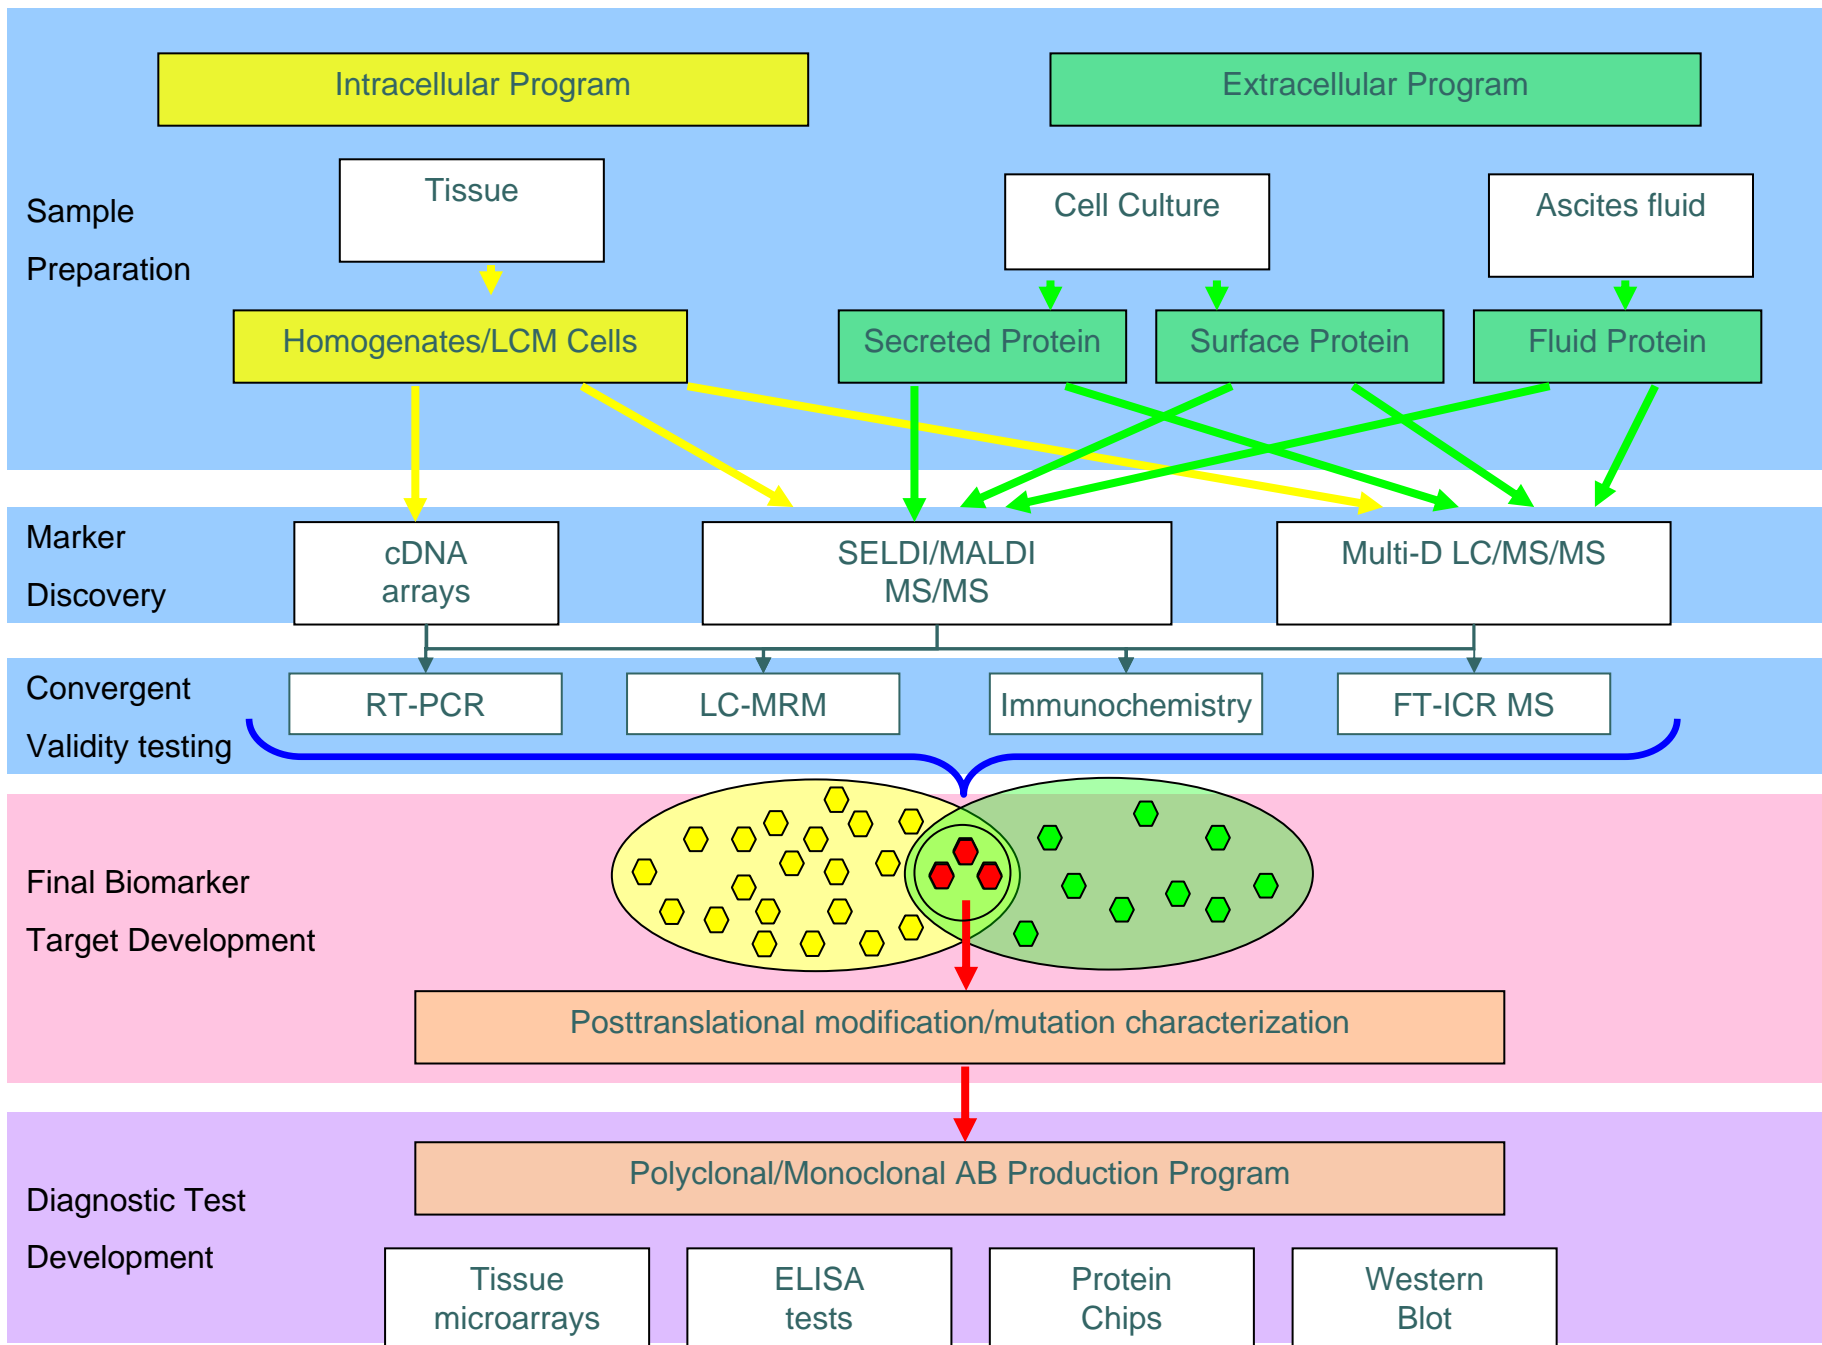 Intracellular Program
Extracellular Program
Sample
Preparation
Tissue
Cell Culture
Ascites fluid
Homogenates/LCM Cells
Secreted Protein
Surface Protein
Fluid Protein
Marker
Discovery
cDNA
arrays
SELDI/MALDI
MS/MS
Multi-D LC/MS/MS
Convergent
Validity testing
RT-PCR
LC-MRM
Immunochemistry
FT-ICR MS
Final Biomarker
Target Development
Posttranslational modification/mutation characterization
Diagnostic Test
Development
Polyclonal/Monoclonal AB Production Program
Tissue
microarrays
ELISA
tests
Protein
Chips
Western
Blot